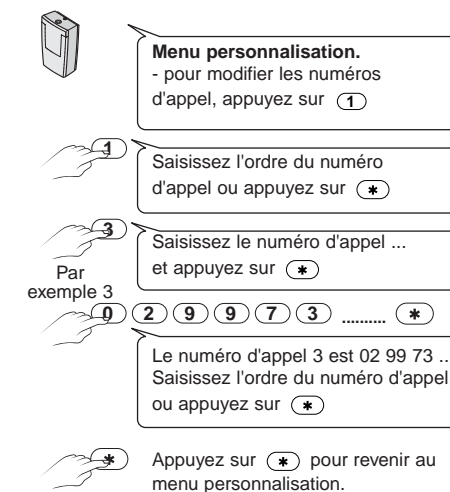 Menu personnalisation.
- pour modifier les numéros
d'appel, appuyez sur 1
1
Saisissez l'ordre du numéro
d'appel ou appuyez sur *
3
Saisissez le numéro d'appel ...
et appuyez sur *
Par
exemple 3
0 2 9 9 7 3 .......... *
Le numéro d'appel 3 est 02 99 73 ..
Saisissez l'ordre du numéro d'appel
ou appuyez sur *
*
Appuyez sur * pour revenir au
menu personnalisation.